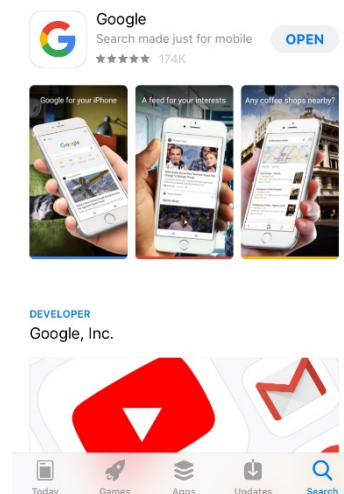 Google
Search made just for mobile
OPEN
174K
Google for your iPhone
A feed for your interests
Any coffee shops nearby?
Google
DEVELOPER
Google, Inc.
Today
Games
Apps
Updates
Search